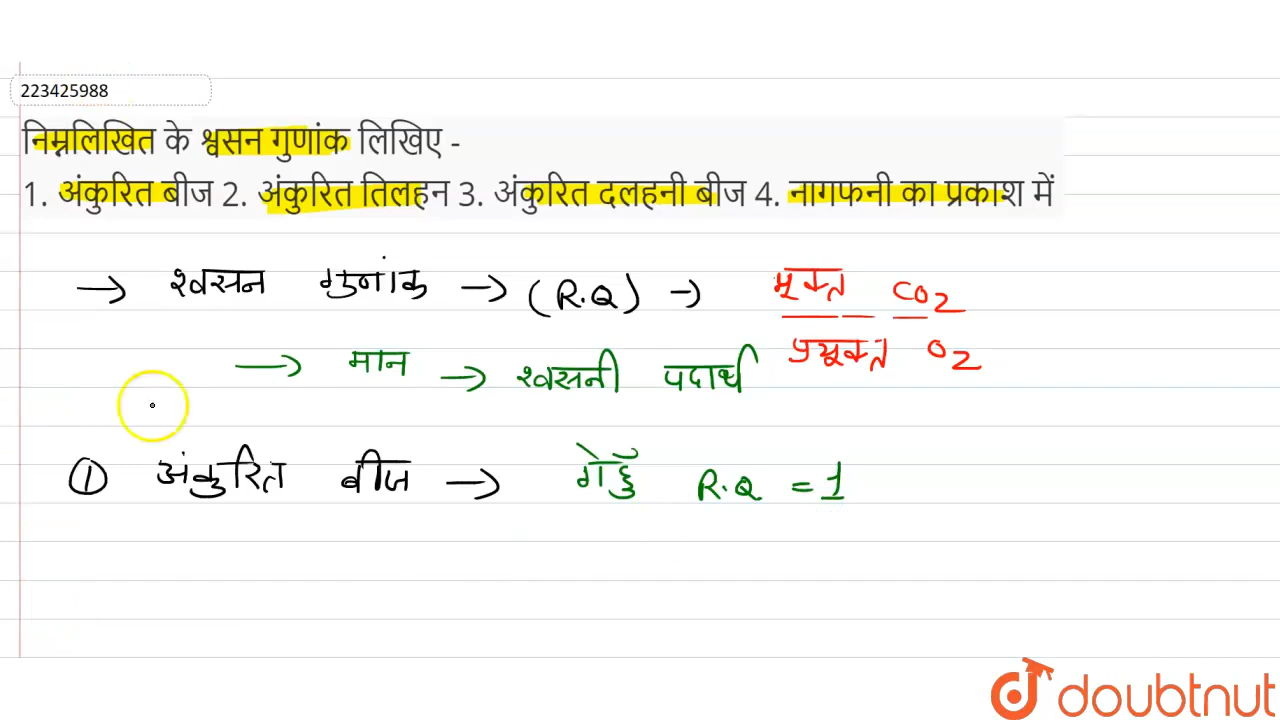 223425988
निम्नलिखित के श्वसन गुणांक लिखिए -
1. अंकुरित बीज 2. अंकुरित तिलहन 3. अंकुरित दलहनी बीज 4. नागफनी का प्रकाश में
→ श्वसन गुणांक → (R.Q) → मुक्त CO2
प्रयुक्त O2
→ मान → श्वसनी पदार्थ
① अंकुरित बीज → गेहूँ R.Q = 1
doubtnut